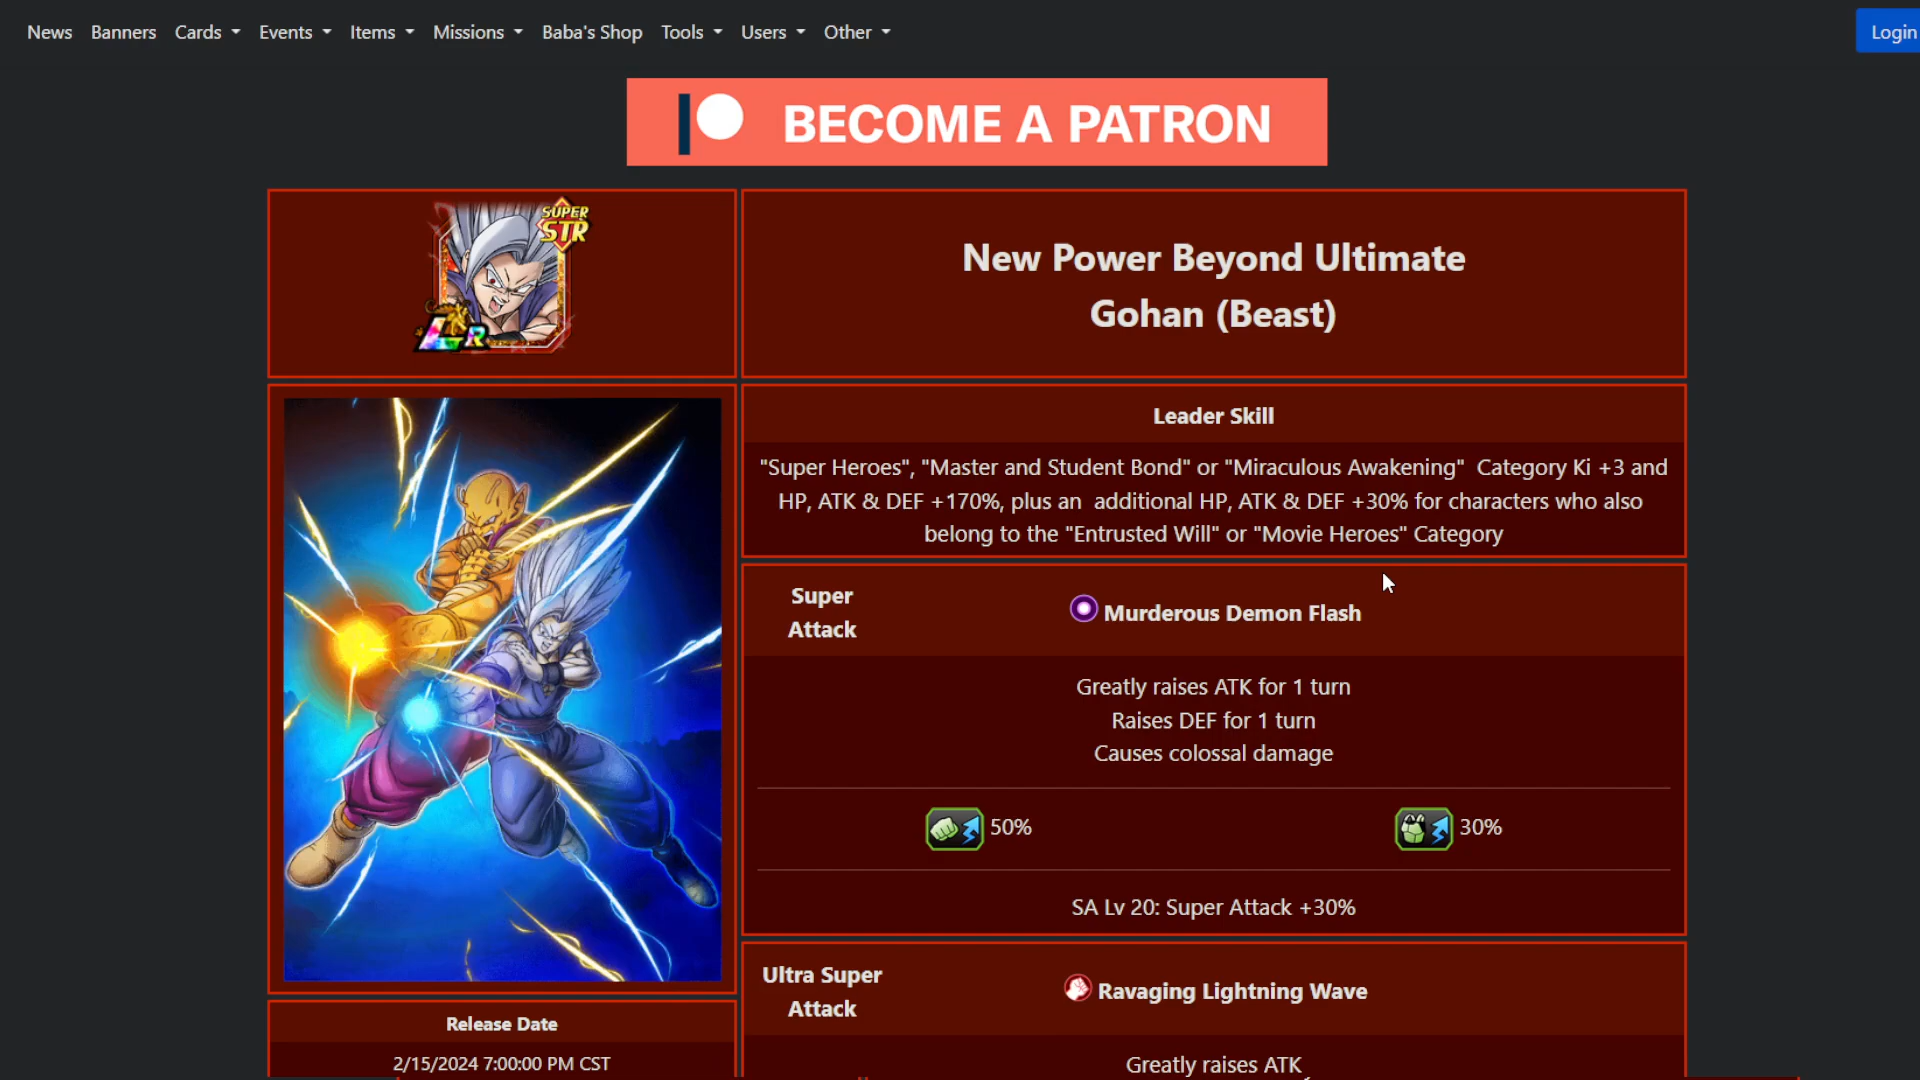 News Banners Cards Events Items Missions Baba's Shop Tools Users Other Login
BECOME A PATRON
SUPER
STR
LR
New Power Beyond Ultimate
Gohan (Beast)
Leader Skill
"Super Heroes", "Master and Student Bond" or "Miraculous Awakening" Category Ki +3 and
HP, ATK & DEF +170%, plus an additional HP, ATK & DEF +30% for characters who also
belong to the "Entrusted Will" or "Movie Heroes" Category
Super
Attack
Murderous Demon Flash
Greatly raises ATK for 1 turn
Raises DEF for 1 turn
Causes colossal damage
50%
30%
SA Lv 20: Super Attack +30%
Ultra Super
Attack
Ravaging Lightning Wave
Greatly raises ATK
Release Date
2/15/2024 7:00:00 PM CST